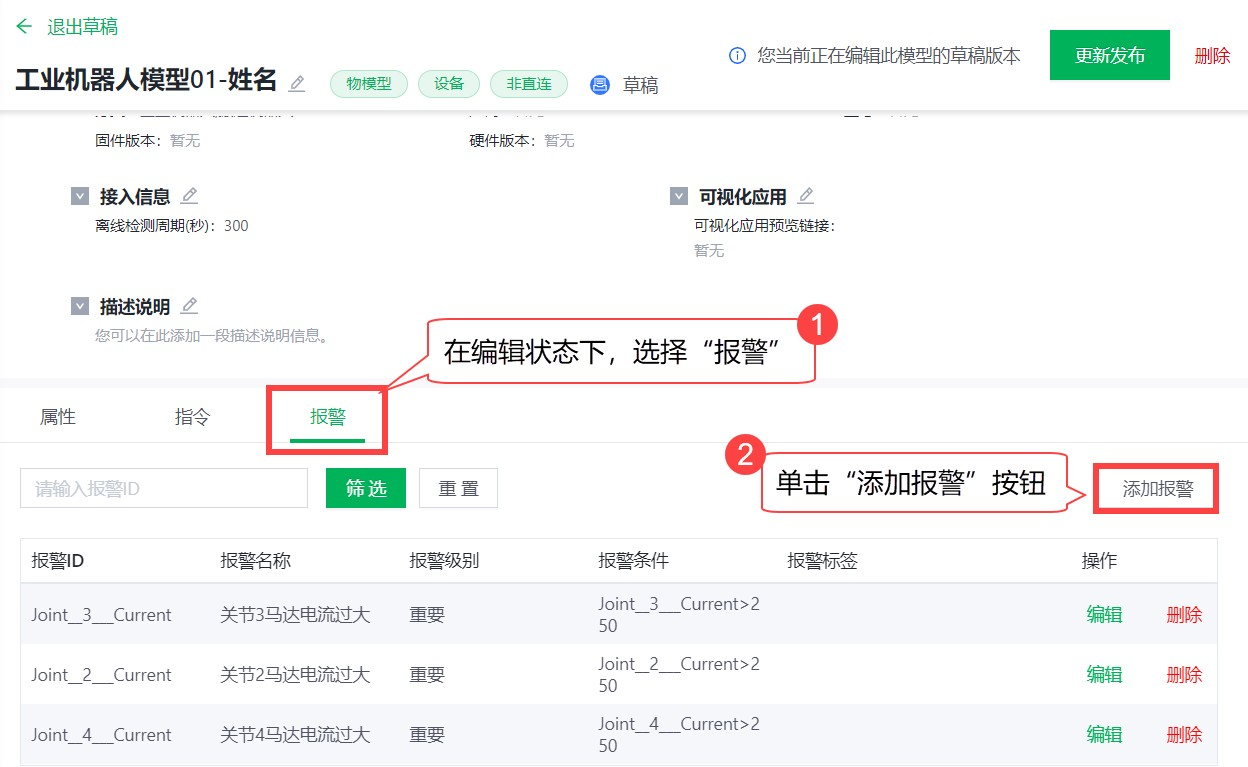 退出草稿
工业机器人模型01-姓名
物模型
设备
非直连
草稿
您当前正在编辑此模型的草稿版本
更新发布
删除
固件版本：暂无
硬件版本：暂无
接入信息
离线检测周期(秒)：300
可视化应用
可视化应用预览链接：
暂无
描述说明
您可以在此添加一段描述说明信息。
1
在编辑状态下，选择“报警”
属性
指令
报警
2
单击“添加报警”按钮
请输入报警ID
筛选
重置
添加报警
报警ID 报警名称 报警级别 报警条件 报警标签 操作
Joint__3___Current 关节3马达电流过大 重要 Joint__3___Current>2
50
编辑 删除
Joint__2___Current 关节2马达电流过大 重要 Joint__2___Current>2
50
编辑 删除
Joint__4___Current 关节4马达电流过大 重要 Joint__4___Current>2
50
编辑 删除